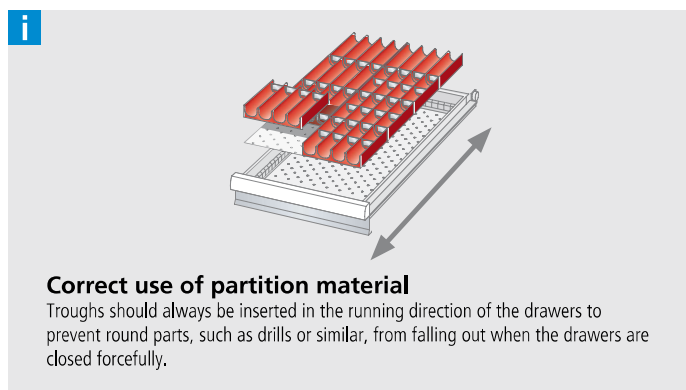 i
Correct use of partition material
Troughs should always be inserted in the running direction of the drawers to
prevent round parts, such as drills or similar, from falling out when the drawers are
closed forcefully.